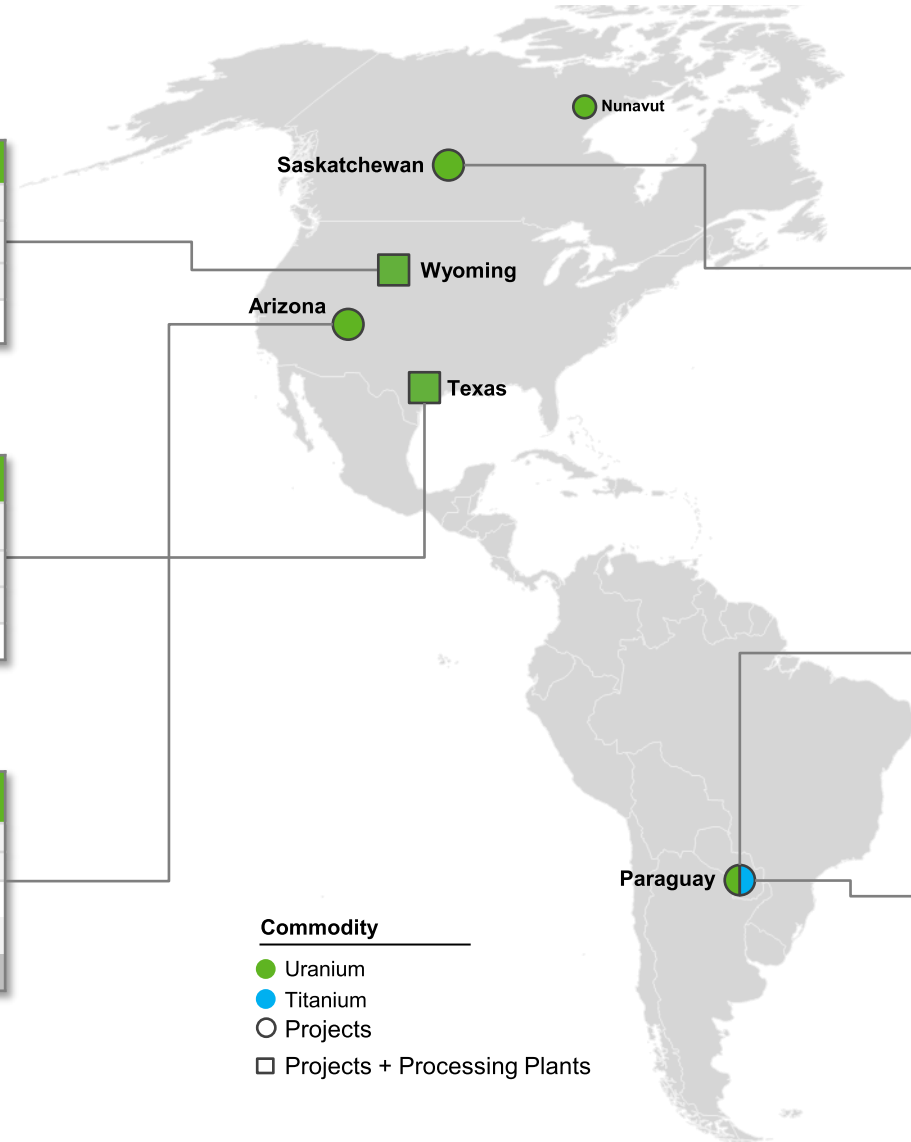 Nunavut
Saskatchewan
Wyoming
Arizona
Texas
Paraguay
Commodity
Uranium
Titanium
Projects
Projects + Processing Plants